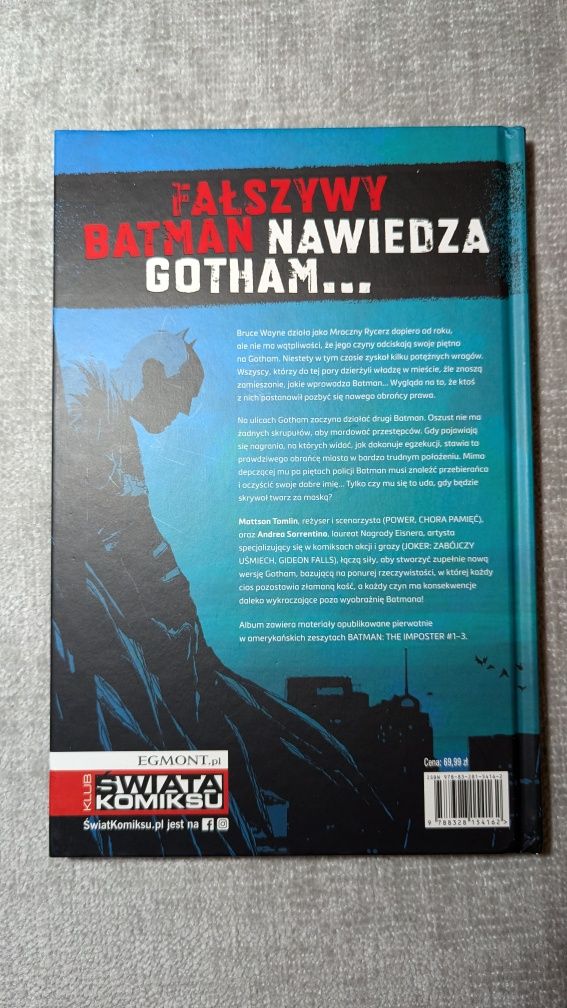 FAŁSZYWY
BATMAN NAWIEDZA
GOTHAM...
Bruce Wayne działa jako Mroczny Rycerz dopiero od roku,
ale nie ma wątpliwości, że jego czyny odciskają swoje piętno
na Gotham. Niestety w tym czasie zyskał kilku potężnych wrogów.
Wszyscy, którzy do tej pory dzierżyli władzę w mieście, źle znoszą
zamieszanie, jakie wprowadza Batman... Wygląda na to, że ktoś
z nich postanowił pozbyć się nowego obrońcy prawa.
Na ulicach Gotham zaczyna działać drugi Batman. Oszust nie ma
żadnych skrupułów, aby mordować przestępców. Gdy pojawiają
się nagrania, na których widać, jak dokonuje egzekucji, stawia to
prawdziwego obrońcę miasta w bardzo trudnym położeniu. Mimo
depczącej mu po piętach policji Batman musi znaleźć przebierańca
i oczyścić swoje dobre imię... Tylko czy mu się to uda, gdy będzie
skrywał twarz za maską?
Mattson Tomlin, reżyser i scenarzysta (POWER, CHORA PAMIĘĆ),
oraz Andrea Sorrentino, laureat Nagrody Eisnera, artysta
specjalizujący się w komiksach akcji i grozy (JOKER: ZABÓJCZY
UŚMIECH, GIDEON FALLS), łączą siły, aby stworzyć zupełnie nową
wersję Gotham, bazującą na ponurej rzeczywistości, w której każdy
cios pozostawia złamaną kość, a każdy czyn ma konsekwencje
daleko wykraczające poza wyobraźnię Batmana!
Album zawiera materiały opublikowane pierwotnie
w amerykańskich zeszytach BATMAN: THE IMPOSTER #1–3.
EGMONT.pl
KLUB
ŚWIATA
KOMIKSU
ŚwiatKomiksu.pl jest na
Cena: 69,99 zł
ISBN 978-83-281-5416-2
9 788328 154162>